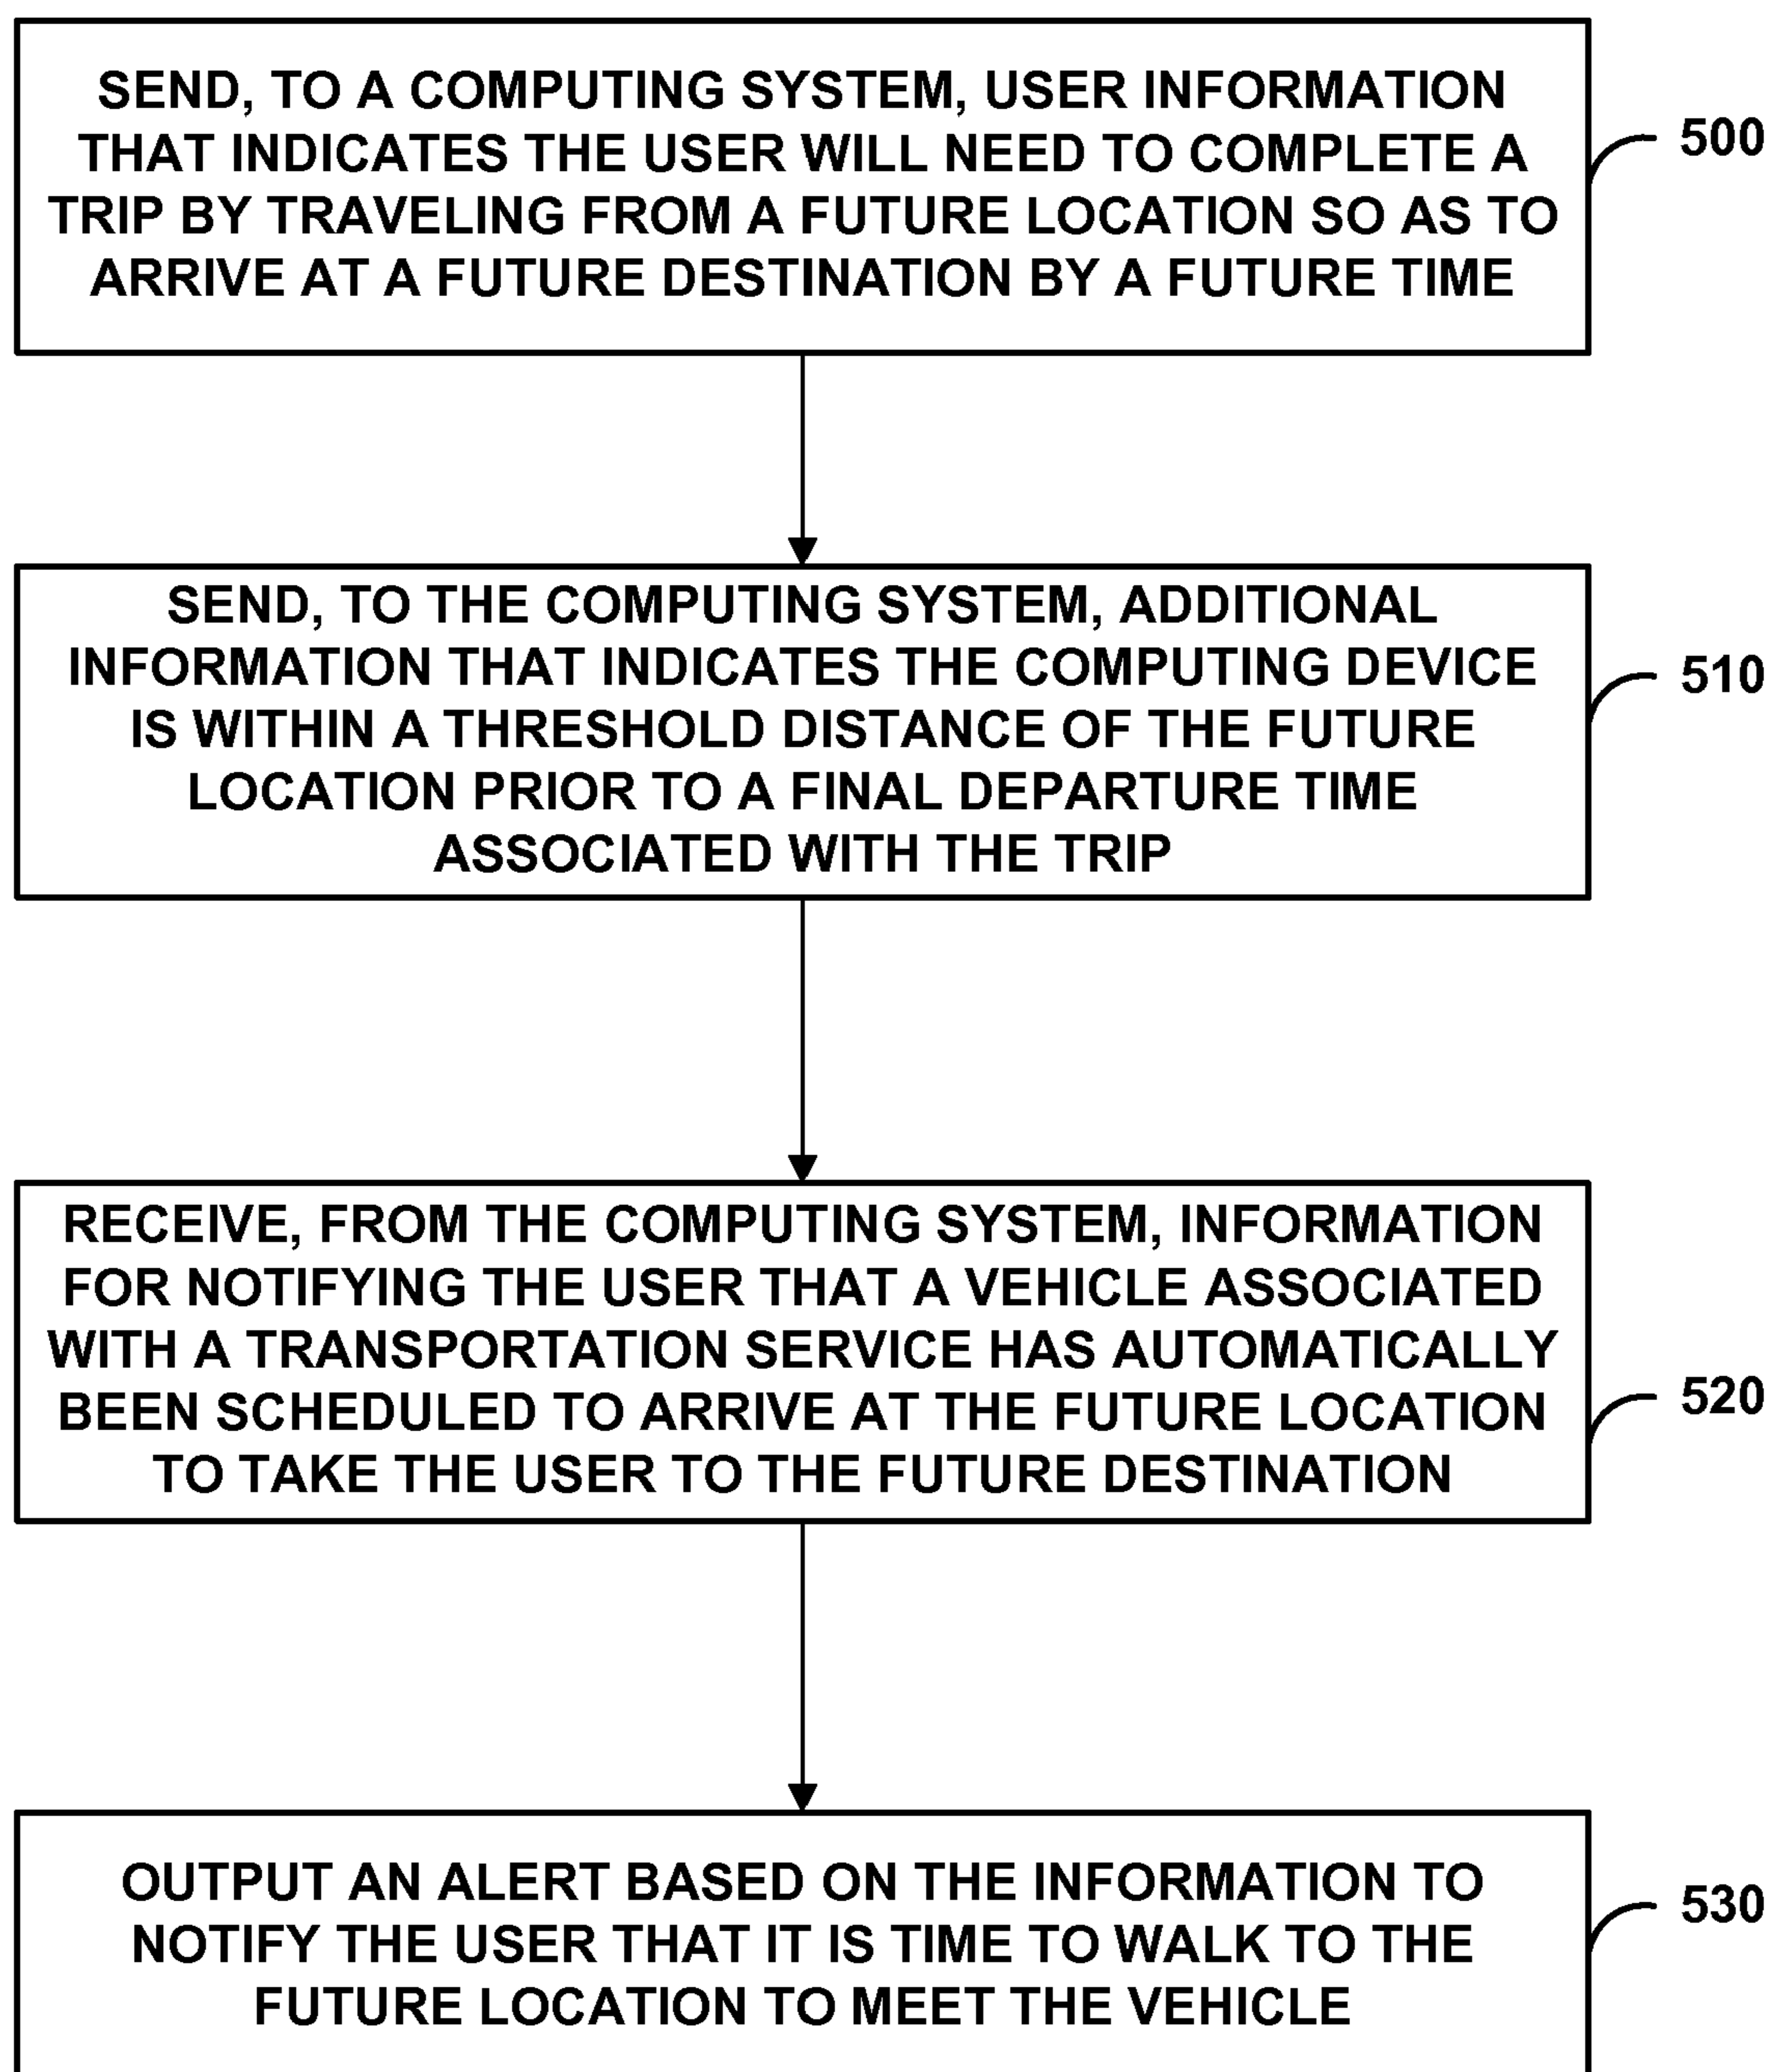 SEND, TO A COMPUTING SYSTEM, USER INFORMATION
THAT INDICATES THE USER WILL NEED TO COMPLETE A
TRIP BY TRAVELING FROM A FUTURE LOCATION SO AS TO
ARRIVE AT A FUTURE DESTINATION BY A FUTURE TIME
500
SEND, TO THE COMPUTING SYSTEM, ADDITIONAL
INFORMATION THAT INDICATES THE COMPUTING DEVICE
IS WITHIN A THRESHOLD DISTANCE OF THE FUTURE
LOCATION PRIOR TO A FINAL DEPARTURE TIME
ASSOCIATED WITH THE TRIP
510
RECEIVE, FROM THE COMPUTING SYSTEM, INFORMATION
FOR NOTIFYING THE USER THAT A VEHICLE ASSOCIATED
WITH A TRANSPORTATION SERVICE HAS AUTOMATICALLY
BEEN SCHEDULED TO ARRIVE AT THE FUTURE LOCATION
TO TAKE THE USER TO THE FUTURE DESTINATION
520
OUTPUT AN ALERT BASED ON THE INFORMATION TO
NOTIFY THE USER THAT IT IS TIME TO WALK TO THE
FUTURE LOCATION TO MEET THE VEHICLE
530